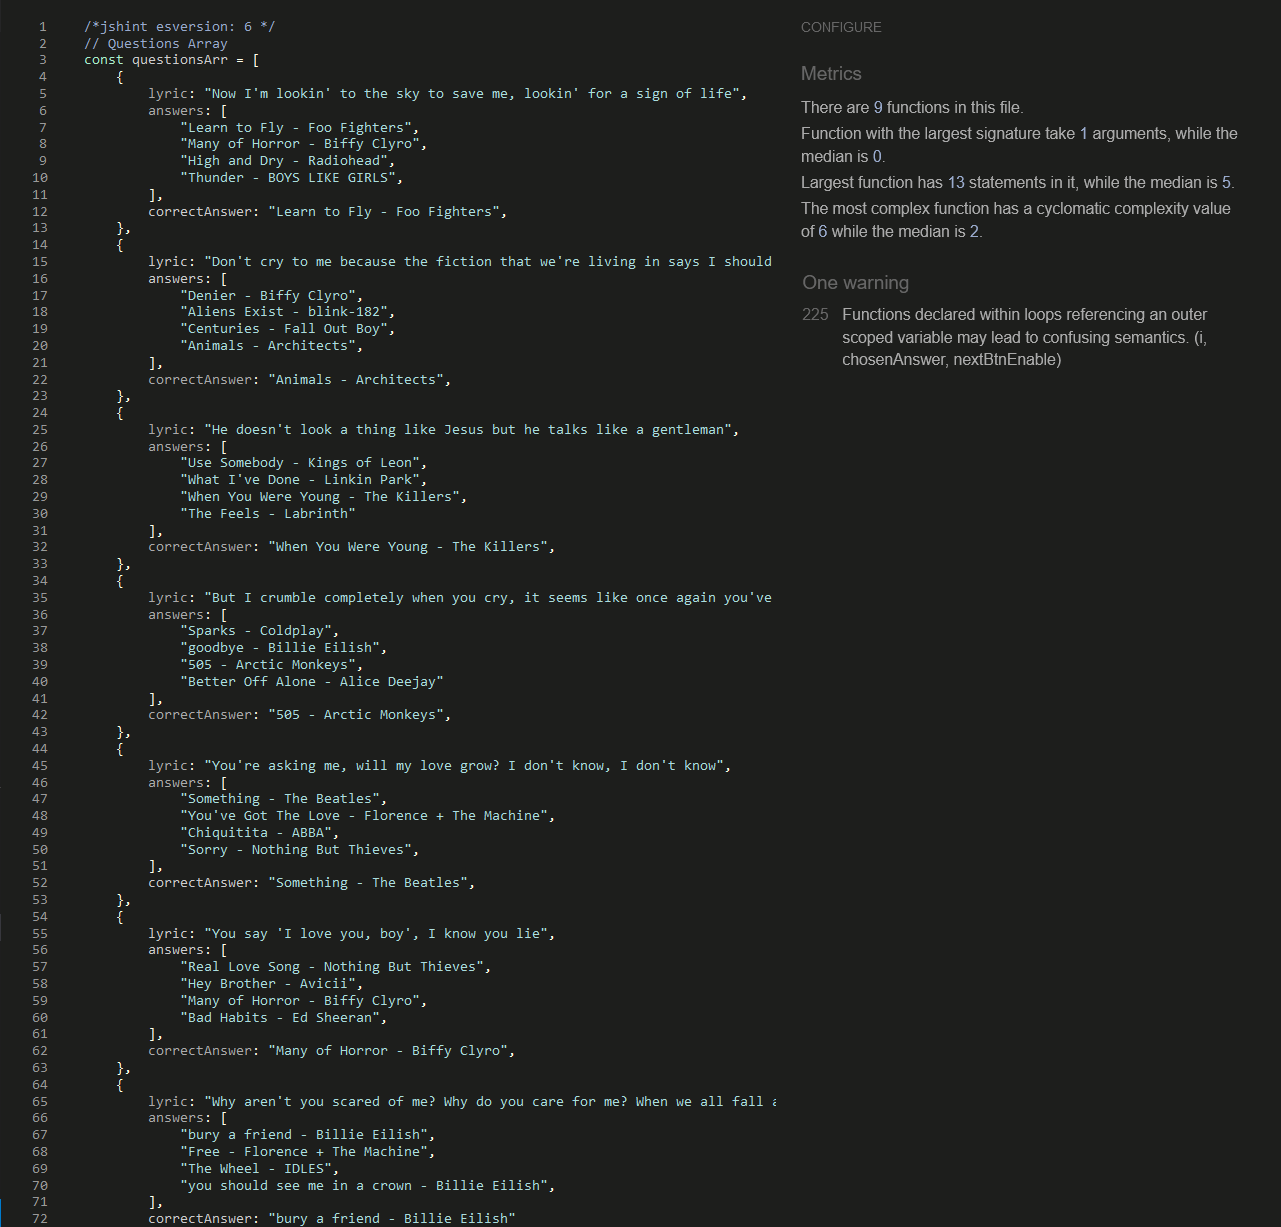 1 /*jshint esversion: 6 */
2 // Questions Array
3 const questionsArr = [
4 {
5 lyric: "Now I'm lookin' to the sky to save me, lookin' for a sign of life",
6 answers: [
7 "Learn to Fly - Foo Fighters",
8 "Many of Horror - Biffy Clyro",
9 "High and Dry - Radiohead",
10 "Thunder - BOYS LIKE GIRLS",
11 ],
12 correctAnswer: "Learn to Fly - Foo Fighters",
13 },
14 {
15 lyric: "Don't cry to me because the fiction that we're living in says I should
16 answers: [
17 "Denier - Biffy Clyro",
18 "Aliens Exist - blink-182",
19 "Centuries - Fall Out Boy",
20 "Animals - Architects",
21 ],
22 correctAnswer: "Animals - Architects",
23 },
24 {
25 lyric: "He doesn't look a thing like Jesus but he talks like a gentleman",
26 answers: [
27 "Use Somebody - Kings of Leon",
28 "What I've Done - Linkin Park",
29 "When You Were Young - The Killers",
30 "The Feels - Labrinth"
31 ],
32 correctAnswer: "When You Were Young - The Killers",
33 },
34 {
35 lyric: "But I crumble completely when you cry, it seems like once again you've
36 answers: [
37 "Sparks - Coldplay",
38 "goodbye - Billie Eilish",
39 "505 - Arctic Monkeys",
40 "Better Off Alone - Alice Deejay"
41 ],
42 correctAnswer: "505 - Arctic Monkeys",
43 },
44 {
45 lyric: "You're asking me, will my love grow? I don't know, I don't know",
46 answers: [
47 "Something - The Beatles",
48 "You've Got The Love - Florence + The Machine",
49 "Chiquitita - ABBA",
50 "Sorry - Nothing But Thieves",
51 ],
52 correctAnswer: "Something - The Beatles",
53 },
54 {
55 lyric: "You say 'I love you, boy', I know you lie",
56 answers: [
57 "Real Love Song - Nothing But Thieves",
58 "Hey Brother - Avicii",
59 "Many of Horror - Biffy Clyro",
60 "Bad Habits - Ed Sheeran",
61 ],
62 correctAnswer: "Many of Horror - Biffy Clyro",
63 },
64 {
65 lyric: "Why aren't you scared of me? Why do you care for me? When we all fall
66 answers: [
67 "bury a friend - Billie Eilish",
68 "Free - Florence + The Machine",
69 "The Wheel - IDLES",
70 "you should see me in a crown - Billie Eilish",
71 ],
72 correctAnswer: "bury a friend - Billie Eilish"
CONFIGURE
Metrics
There are 9 functions in this file.
Function with the largest signature take 1 arguments, while the
median is 0.
Largest function has 13 statements in it, while the median is 5.
The most complex function has a cyclomatic complexity value
of 6 while the median is 2.
One warning
225 Functions declared within loops referencing an outer
scoped variable may lead to confusing semantics. (i,
chosenAnswer, nextBtnEnable)